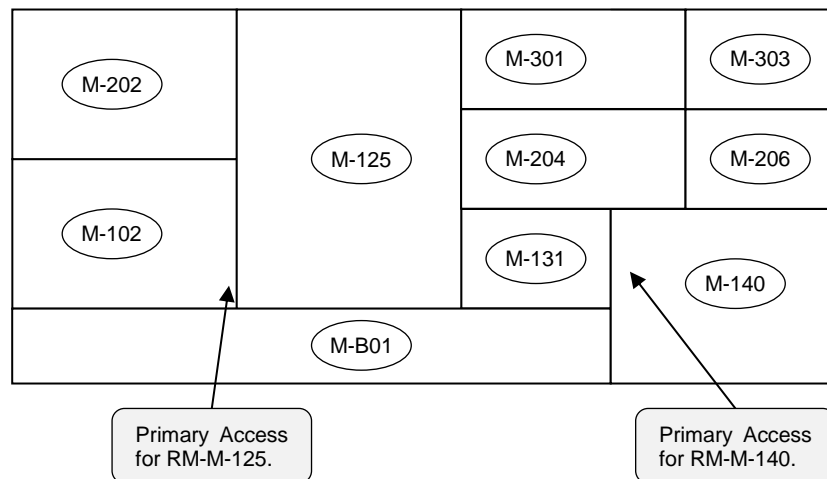 M-202
M-301
M-303
M-125
M-204
M-206
M-102
M-131
M-140
M-B01
Primary Access
for RM-M-125.
Primary Access
for RM-M-140.